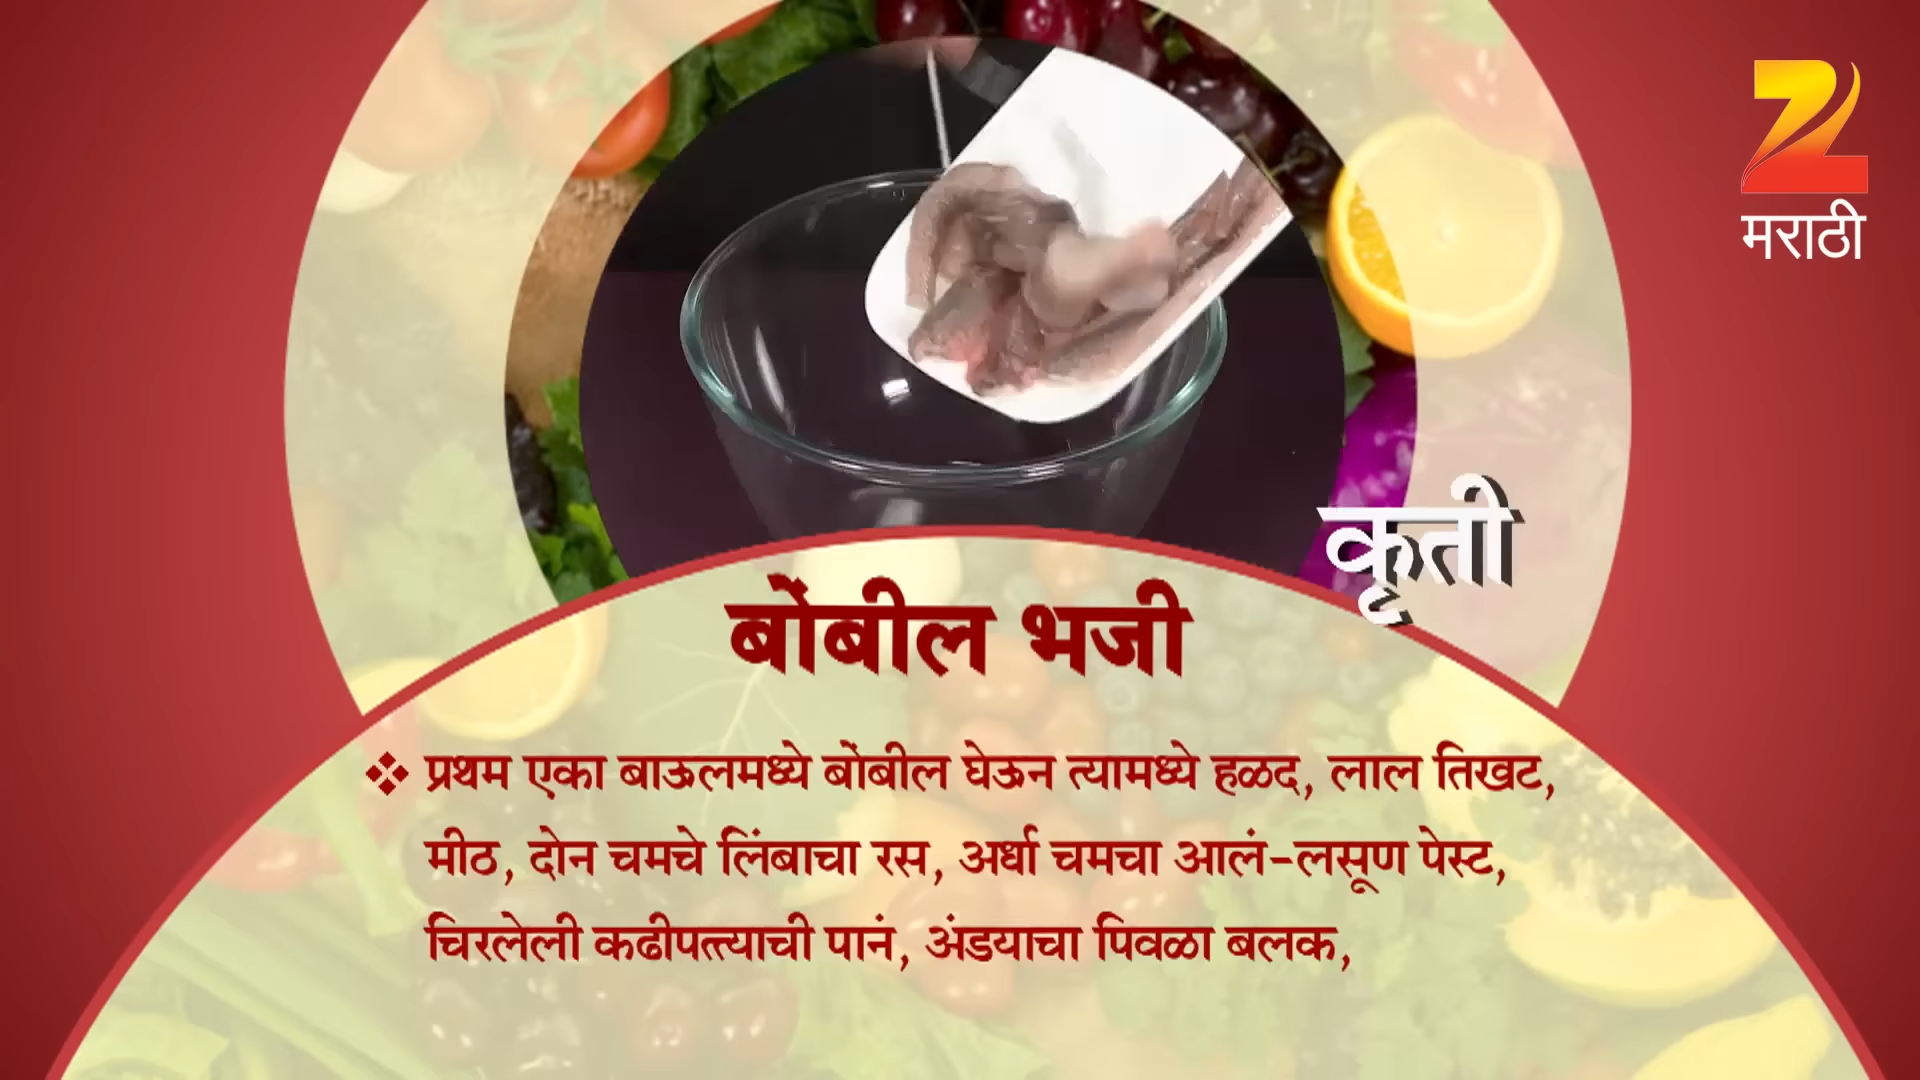 मराठी
कृती
बोंबील भजी
❖ प्रथम एका बाऊलमध्ये बोंबील घेऊन त्यामध्ये हळद, लाल तिखट,
मीठ, दोन चमचे लिंबाचा रस, अर्धा चमचा आलं-लसूण पेस्ट,
चिरलेली कढीपत्त्याची पानं, अंडयाचा पिवळा बलक,